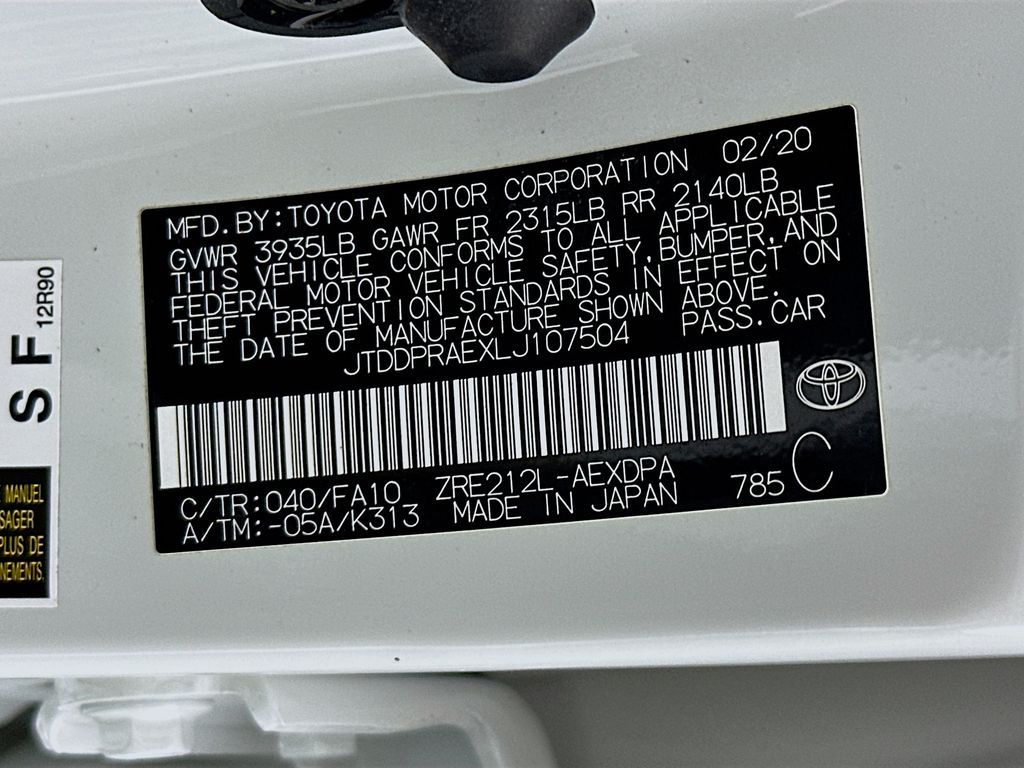 MFD.BY:TOYOTA MOTOR CORPORATION 02/20
GVWR 3935LB GAWR FR 2315LB RR 2140LB
THIS VEHICLE CONFORMS TO ALL APPLICABLE
FEDERAL MOTOR VEHICLE SAFETY,BUMPER,AND
THEFT PREVENTION STANDARDS IN EFFECT ON
THE DATE OF MANUFACTURE SHOWN ABOVE.
JTDDPRAEXLJ107504 PASS.CAR
C/TR:040/FA10 ZRE212L-AEXDPA
A/TM:-05A/K313 MADE IN JAPAN 785 C
S F 12R90
MANUEL
SAGER
PLUS DE
NEMENTS.